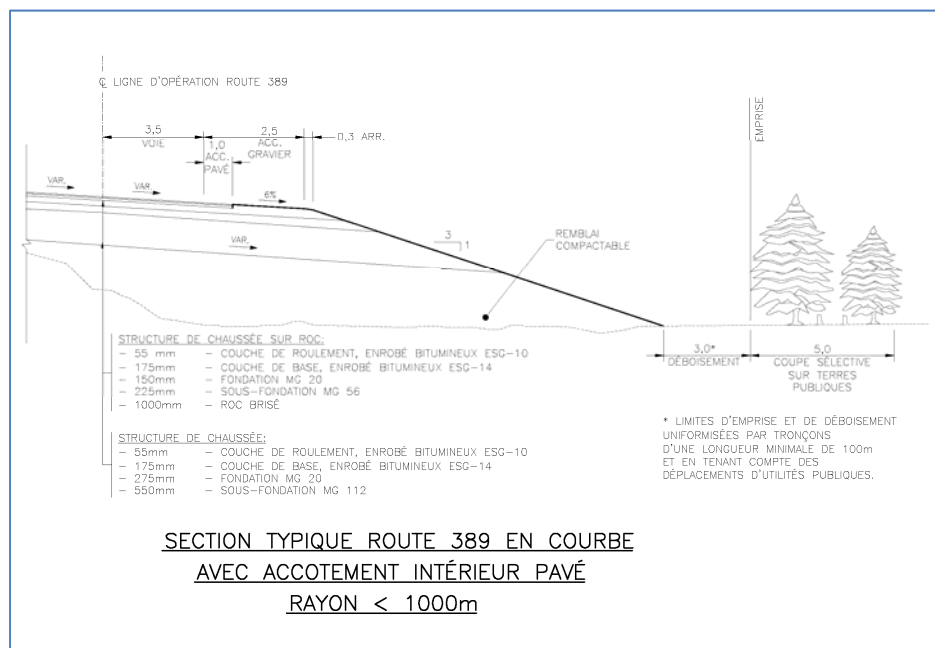 ℄ LIGNE D'OPÉRATION ROUTE 389
EMPRISE
3,5
VOIE
2,5
ACC.
GRAVIER
0,3 ARR.
1,0
ACC.
PAVÉ
VAR.
VAR.
6%
VAR.
3
1
REMBLAI
COMPACTABLE
3,0*
DÉBOISEMENT
5,0
COUPE SÉLECTIVE
SUR TERRES
PUBLIQUES
STRUCTURE DE CHAUSSÉE SUR ROC:
- 55 mm - COUCHE DE ROULEMENT, ENROBÉ BITUMINEUX ESG-10
- 175mm - COUCHE DE BASE, ENROBÉ BITUMINEUX ESG-14
- 150mm - FONDATION MG 20
- 225mm - SOUS-FONDATION MG 56
- 1000mm - ROC BRISÉ
STRUCTURE DE CHAUSSÉE:
- 55mm - COUCHE DE ROULEMENT, ENROBÉ BITUMINEUX ESG-10
- 175mm - COUCHE DE BASE, ENROBÉ BITUMINEUX ESG-14
- 275mm - FONDATION MG 20
- 550mm - SOUS-FONDATION MG 112
* LIMITES D'EMPRISE ET DE DÉBOISEMENT
UNIFORMISÉES PAR TRONÇONS
D'UNE LONGUEUR MINIMALE DE 100m
ET EN TENANT COMPTE DES
DÉPLACEMENTS D'UTILITÉS PUBLIQUES.
SECTION TYPIQUE ROUTE 389 EN COURBE
AVEC ACCOTEMENT INTÉRIEUR PAVÉ
RAYON < 1000m